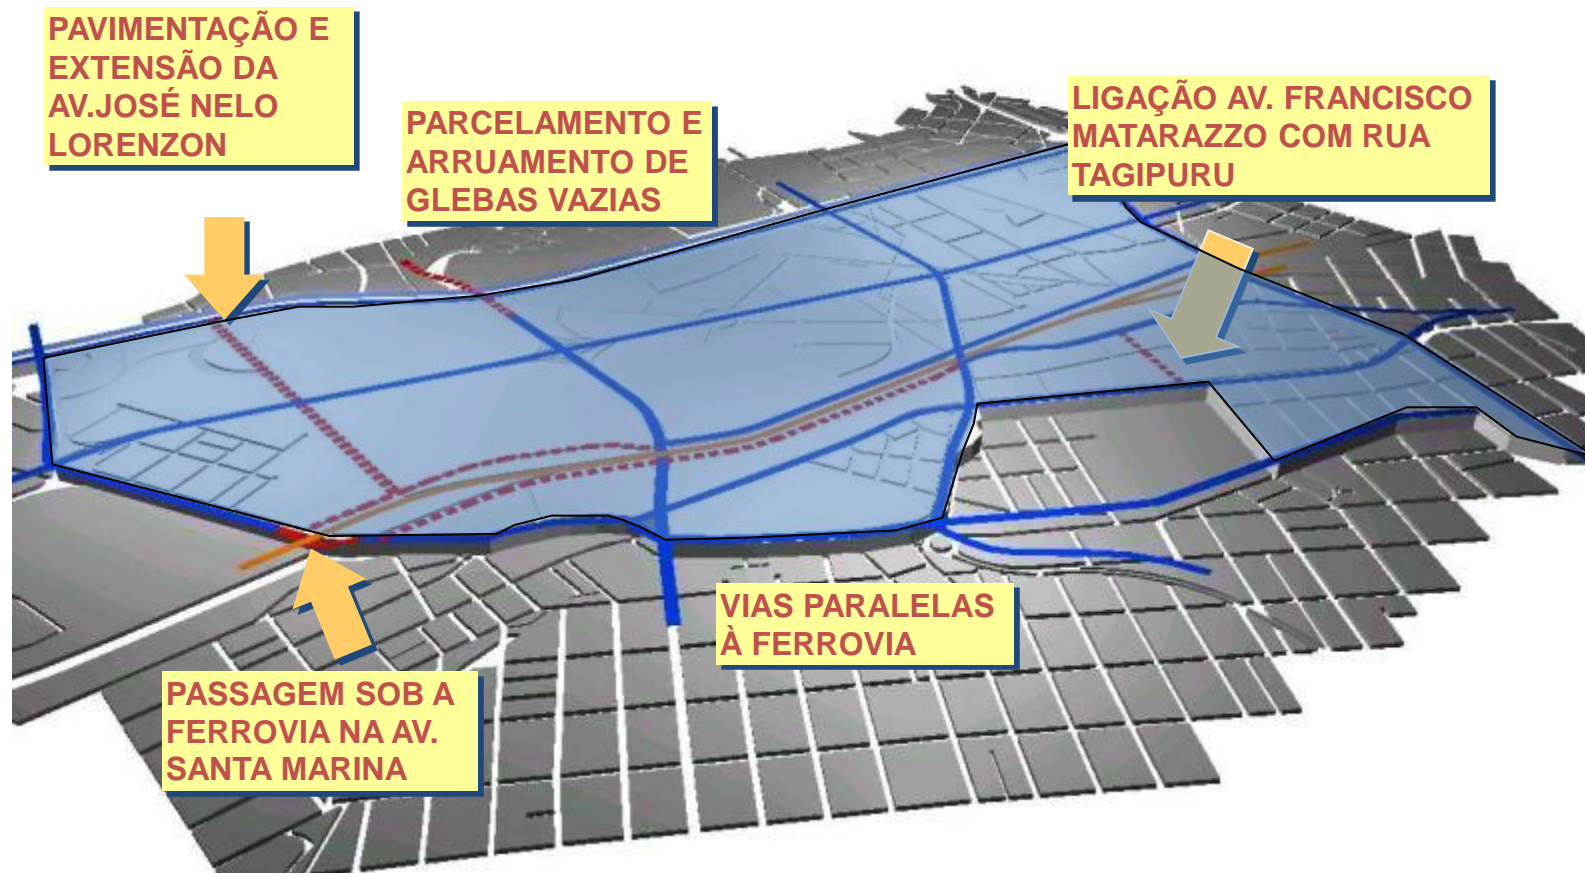 PAVIMENTAÇÃO E
EXTENSÃO DA
AV.JOSÉ NELO
LORENZON
PARCELAMENTO E
ARRUAMENTO DE
GLEBAS VAZIAS
LIGAÇÃO AV. FRANCISCO
MATARAZZO COM RUA
TAGIPURU
VIAS PARALELAS
À FERROVIA
PASSAGEM SOB A
FERROVIA NA AV.
SANTA MARINA